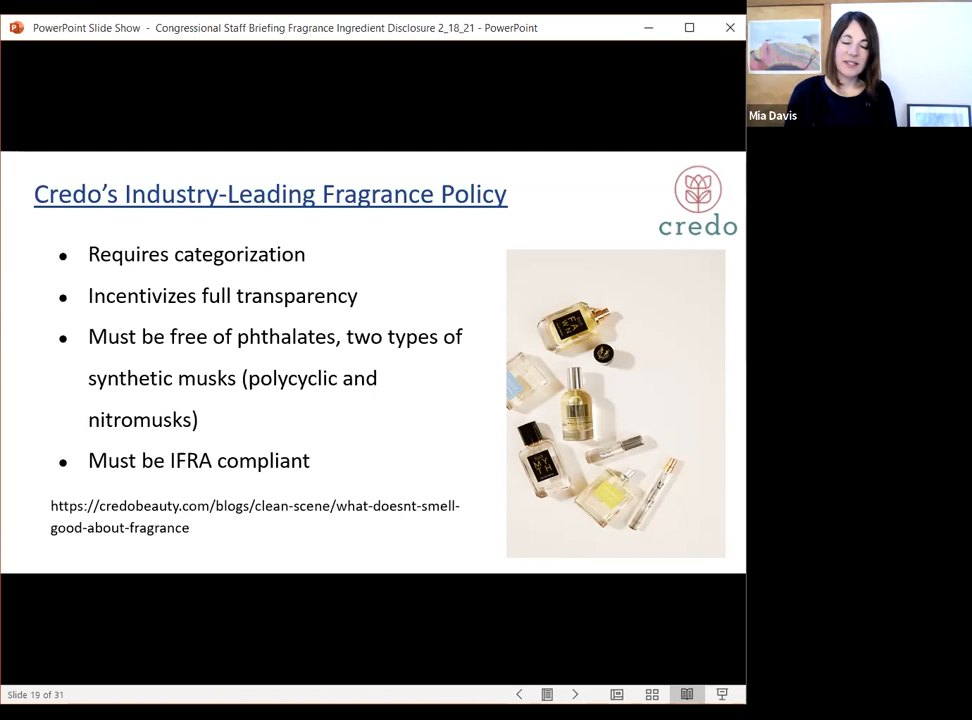 PowerPoint Slide Show - Congressional Staff Briefing Fragrance Ingredient Disclosure 2_18_21 - PowerPoint
Mia Davis
Credo's Industry-Leading Fragrance Policy
credo
● Requires categorization
● Incentivizes full transparency
● Must be free of phthalates, two types of
synthetic musks (polycyclic and
nitromusks)
● Must be IFRA compliant
https://credobeauty.com/blogs/clean-scene/what-doesnt-smell-
good-about-fragrance
MYTH
Slide 19 of 31